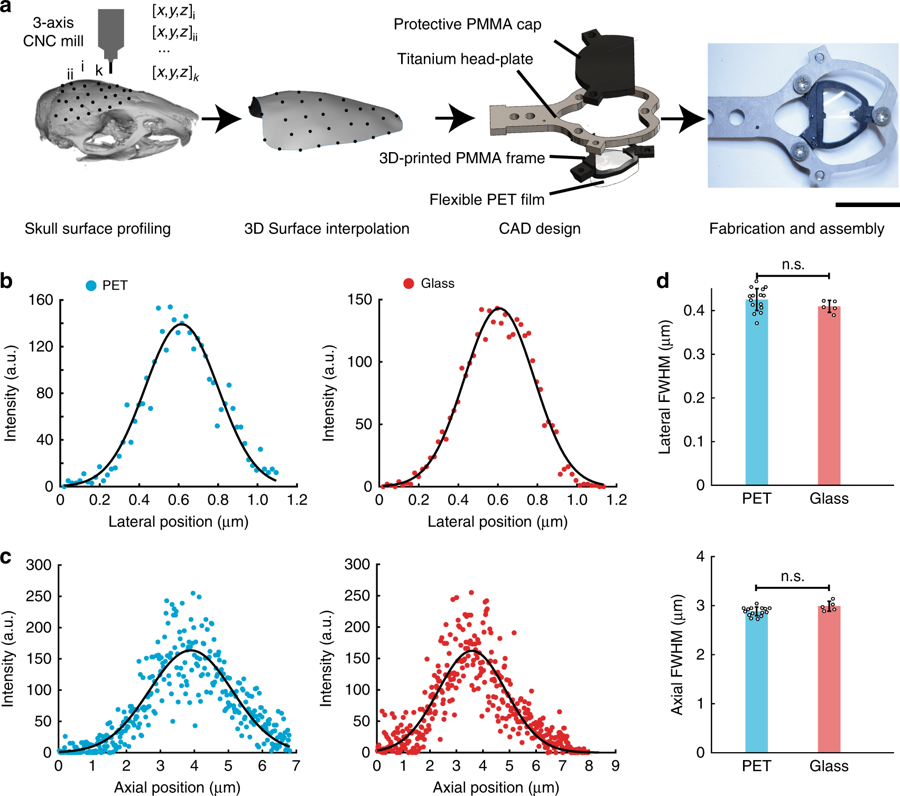 a
3-axis
CNC mill
[x,y,z]i
[x,y,z]ii
...
[x,y,z]k
ii
i
k
Protective PMMA cap
Titanium head-plate
3D-printed PMMA frame
Flexible PET film
Skull surface profiling
3D Surface interpolation
CAD design
Fabrication and assembly
b
PET
160
120
80
40
0
Intensity (a.u.)
0 0.2 0.4 0.6 0.8 1.0 1.2
Lateral position (μm)
Glass
150
100
50
0
Intensity (a.u.)
0 0.2 0.4 0.6 0.8 1.0 1.2
Lateral position (μm)
d
n.s.
0.4
0.3
0.2
0.1
0
Lateral FWHM (μm)
PET Glass
c
300
250
200
150
100
50
0
Intensity (a.u.)
0 1 2 3 4 5 6 7
Axial position (μm)
300
250
200
150
100
50
0
Intensity (a.u.)
0 1 2 3 4 5 6 7 8 9
Axial position (μm)
n.s.
4
3
2
1
0
Axial FWHM (μm)
PET Glass